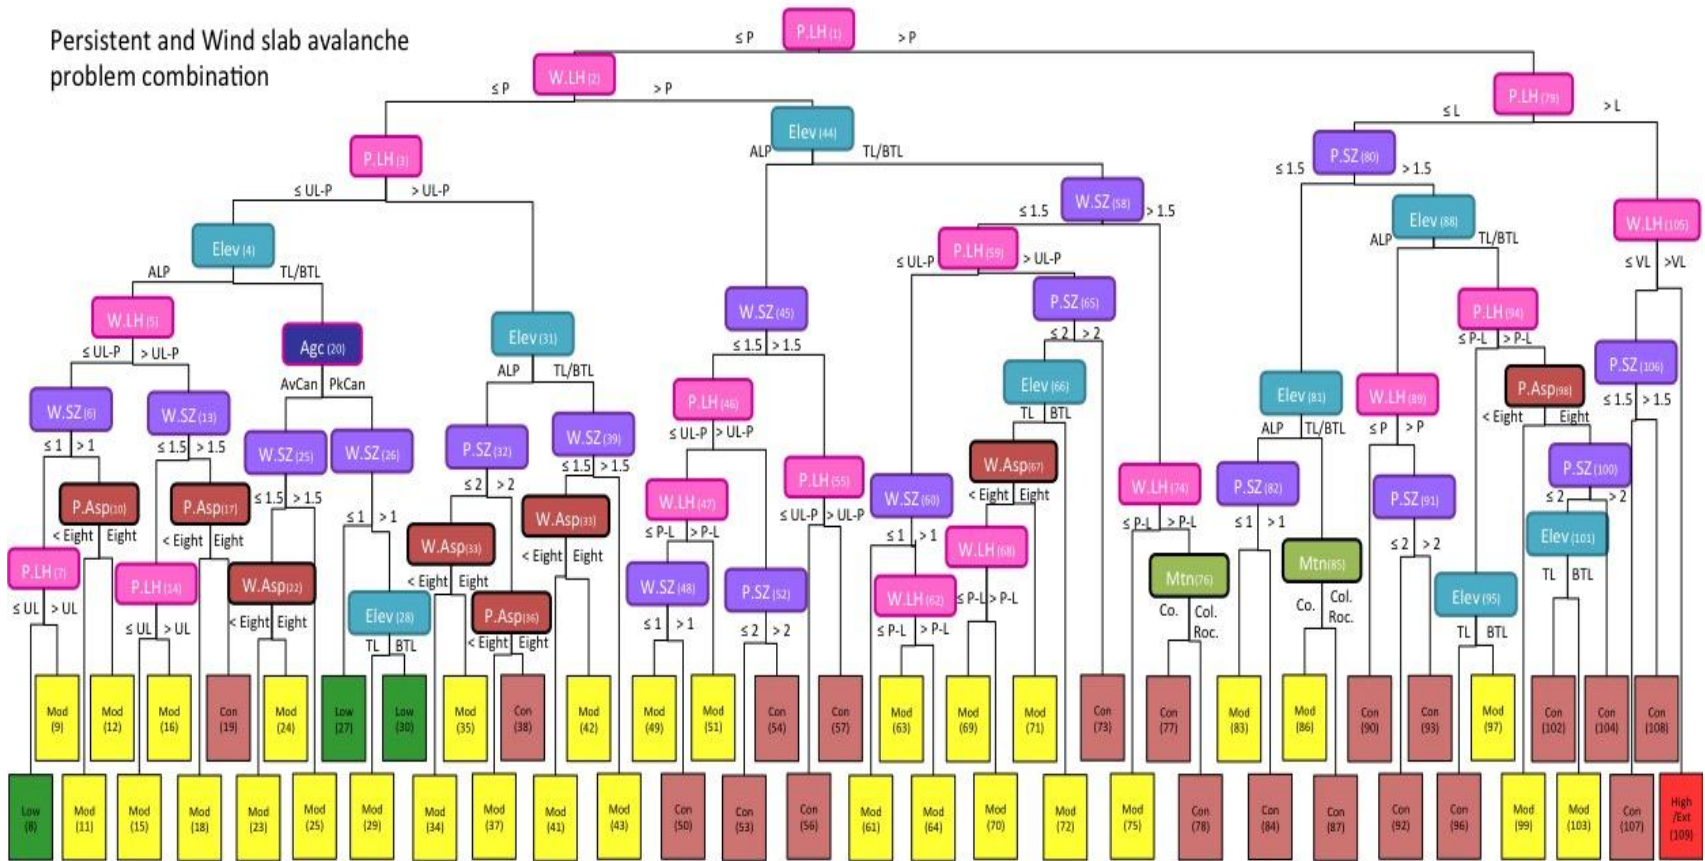 Persistent and Wind slab avalanche
problem combination
P.LH (1)
≤ P > P
W.LH (2)
≤ P > P
P.LH (79)
≤ L > L
Elev (44)
ALP TL/BTL
P.LH (3)
≤ UL-P > UL-P
P.SZ (80)
≤ 1.5 > 1.5
W.SZ (58)
≤ 1.5 > 1.5
Elev (88)
ALP TL/BTL
W.LH (105)
≤ VL >VL
Elev (4)
ALP TL/BTL
P.LH (59)
≤ UL-P > UL-P
P.SZ (65)
≤ 2 > 2
W.LH (5)
≤ UL-P > UL-P
Agc (20)
AvCan PkCan
Elev (31)
ALP TL/BTL
W.SZ (45)
≤ 1.5 > 1.5
P.LH (94)
≤ P-L > P-L
P.SZ (106)
≤ 1.5 > 1.5
Elev (66)
TL BTL
Elev (81)
ALP TL/BTL
W.LH (89)
≤ P > P
P.Asp (98)
< Eight Eight
W.SZ (6)
≤ 1 > 1
W.SZ (13)
≤ 1.5 > 1.5
P.LH (46)
≤ UL-P > UL-P
W.SZ (25)
≤ 1.5 > 1.5
W.SZ (26)
≤ 1 > 1
P.SZ (32)
≤ 2 > 2
W.SZ (39)
≤ 1.5 > 1.5
W.Asp (67)
< Eight Eight
P.SZ (100)
≤ 2 > 2
P.Asp (10)
< Eight Eight
P.Asp (17)
< Eight Eight
W.LH (47)
≤ P-L > P-L
P.LH (55)
≤ UL-P > UL-P
W.SZ (60)
≤ 1 > 1
W.LH (74)
≤ P-L > P-L
P.SZ (82)
≤ 1 > 1
P.SZ (91)
≤ 2 > 2
W.Asp (33)
< Eight Eight
W.Asp (33)
< Eight Eight
W.LH (68)
≤ P-L > P-L
Elev (101)
TL BTL
P.LH (7)
≤ UL > UL
P.LH (14)
≤ UL > UL
W.Asp (22)
< Eight Eight
Elev (28)
TL BTL
P.Asp (36)
< Eight Eight
W.SZ (48)
≤ 1 > 1
P.SZ (52)
≤ 2 > 2
W.LH (62)
≤ P-L > P-L
Mtn (76)
Co. Col.
Roc.
Mtn (85)
Co. Col.
Roc.
Elev (95)
TL BTL
Mod
(9)
Mod
(12)
Mod
(16)
Con
(19)
Mod
(24)
Low
(27)
Low
(30)
Mod
(35)
Con
(38)
Mod
(42)
Mod
(49)
Mod
(51)
Con
(54)
Con
(57)
Mod
(63)
Mod
(69)
Mod
(71)
Con
(73)
Con
(77)
Mod
(83)
Mod
(86)
Con
(90)
Con
(93)
Mod
(97)
Con
(102)
Con
(104)
Con
(108)
Low
(8)
Mod
(11)
Mod
(15)
Mod
(18)
Mod
(23)
Mod
(25)
Mod
(29)
Mod
(34)
Mod
(37)
Mod
(41)
Mod
(43)
Con
(50)
Con
(53)
Con
(56)
Mod
(61)
Mod
(64)
Mod
(70)
Mod
(72)
Mod
(75)
Con
(78)
Con
(84)
Con
(87)
Con
(92)
Con
(96)
Mod
(99)
Mod
(103)
Con
(107)
High
/Ext
(109)